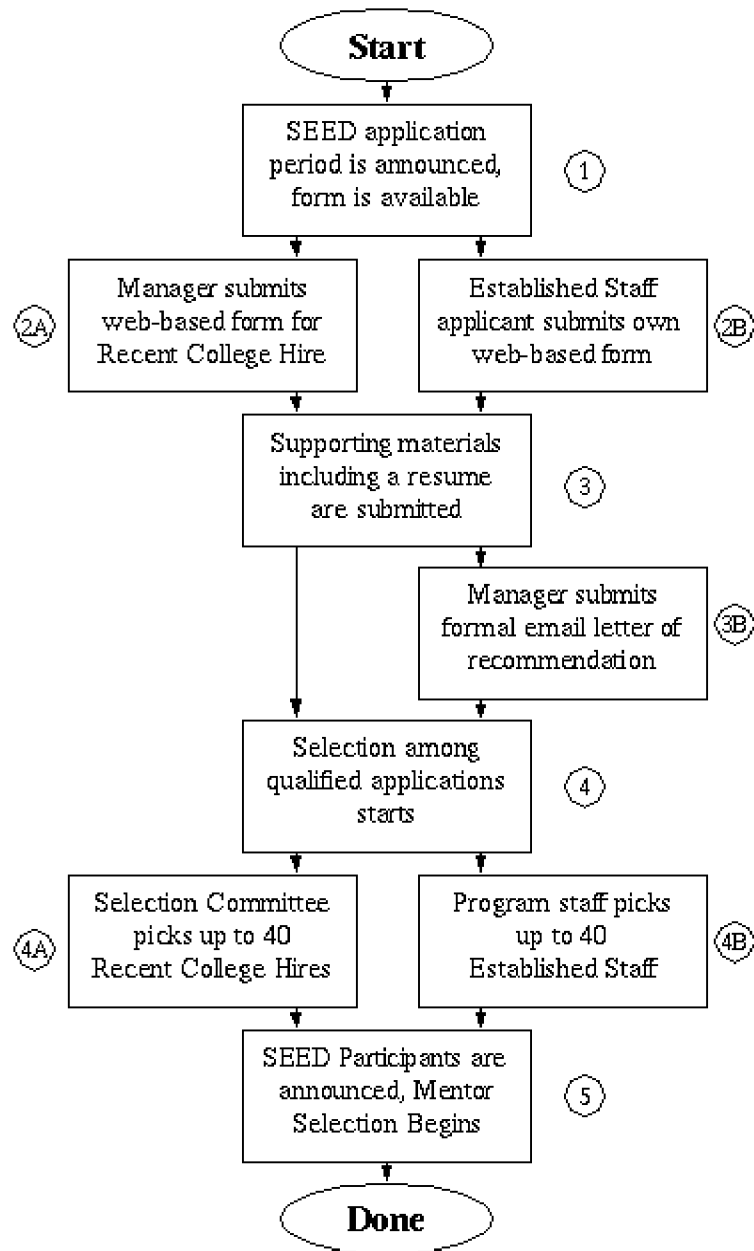 Start
SEED application
period is announced,
form is available
1
2A
Manager submits
web-based form for
Recent College Hire
Established Staff
applicant submits own
web-based form
2B
Supporting materials
including a resume
are submitted
3
Manager submits
formal email letter of
recommendation
3B
Selection among
qualified applications
starts
4
4A
Selection Committee
picks up to 40
Recent College Hires
Program staff picks
up to 40
Established Staff
4B
SEED Participants are
announced, Mentor
Selection Begins
5
Done